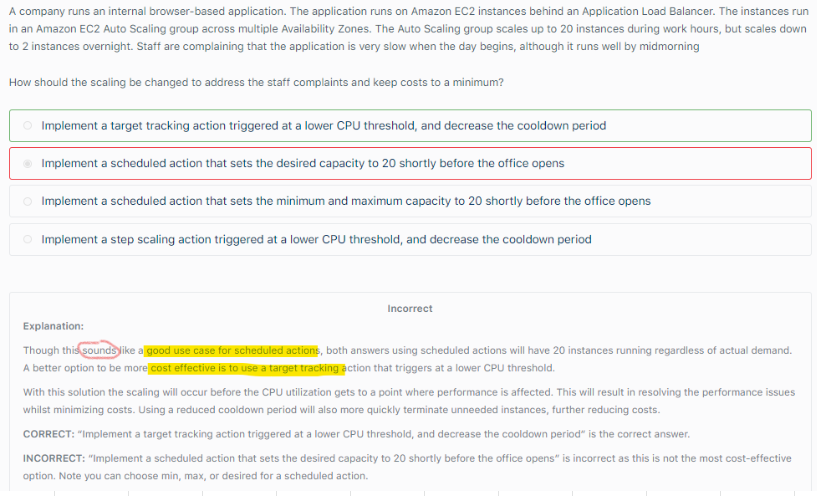 A company runs an internal browser-based application. The application runs on Amazon EC2 instances behind an Application Load Balancer. The instances run
in an Amazon EC2 Auto Scaling group across multiple Availability Zones. The Auto Scaling group scales up to 20 instances during work hours, but scales down
to 2 instances overnight. Staff are complaining that the application is very slow when the day begins, although it runs well by midmorning
How should the scaling be changed to address the staff complaints and keep costs to a minimum?
Implement a target tracking action triggered at a lower CPU threshold, and decrease the cooldown period
Implement a scheduled action that sets the desired capacity to 20 shortly before the office opens
Implement a scheduled action that sets the minimum and maximum capacity to 20 shortly before the office opens
Implement a step scaling action triggered at a lower CPU threshold, and decrease the cooldown period
Incorrect
Explanation:
Though this sounds like a good use case for scheduled actions, both answers using scheduled actions will have 20 instances running regardless of actual demand.
A better option to be more cost effective is to use a target tracking action that triggers at a lower CPU threshold.
With this solution the scaling will occur before the CPU utilization gets to a point where performance is affected. This will result in resolving the performance issues
whilst minimizing costs. Using a reduced cooldown period will also more quickly terminate unneeded instances, further reducing costs.
CORRECT: "Implement a target tracking action triggered at a lower CPU threshold, and decrease the cooldown period" is the correct answer.
INCORRECT: "Implement a scheduled action that sets the desired capacity to 20 shortly before the office opens" is incorrect as this is not the most cost-effective
option. Note you can choose min, max, or desired for a scheduled action.